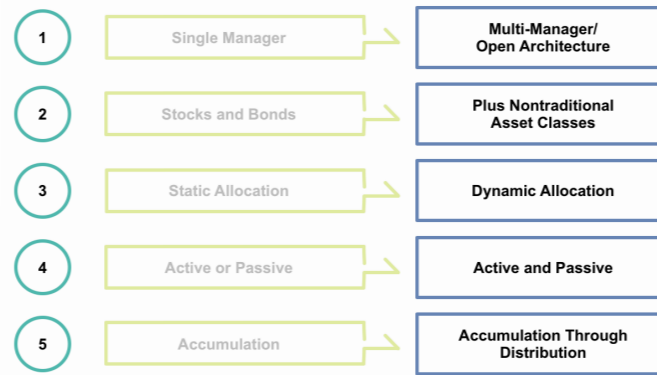 1
Single Manager
Multi-Manager/
Open Architecture
2
Stocks and Bonds
Plus Nontraditional
Asset Classes
3
Static Allocation
Dynamic Allocation
4
Active or Passive
Active and Passive
5
Accumulation
Accumulation Through
Distribution